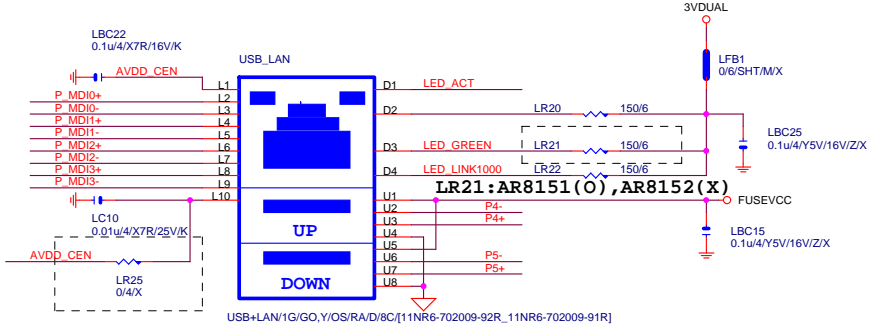 3VDUAL
LBC22
0.1u/4/X7R/16V/K
LFB1
0/6/SHT/M/X
USB_LAN
AVDD_CEN
L1
D1
LED_ACT
P_MDI0+
L2
P_MDI0-
L3
D2
LR20
150/6
P_MDI1+
L4
P_MDI1-
L5
LBC25
0.1u/4/Y5V/16V/Z/X
P_MDI2+
L6
D3
LED_GREEN
LR21
150/6
P_MDI2-
L7
P_MDI3+
L8
D4
LED_LINK1000
LR22
150/6
P_MDI3-
L9
LR21:AR8151(O),AR8152(X)
L10
U1
FUSEVCC
U2
P4-
LC10
0.01u/4/X7R/25V/K
U3
P4+
UP
U4
LBC15
0.1u/4/Y5V/16V/Z/X
U5
AVDD_CEN
U6
P5-
LR25
0/4/X
U7
P5+
DOWN
U8
USB+LAN/1G/GO,Y/OS/RA/D/8C/[11NR6-702009-92R_11NR6-702009-91R]